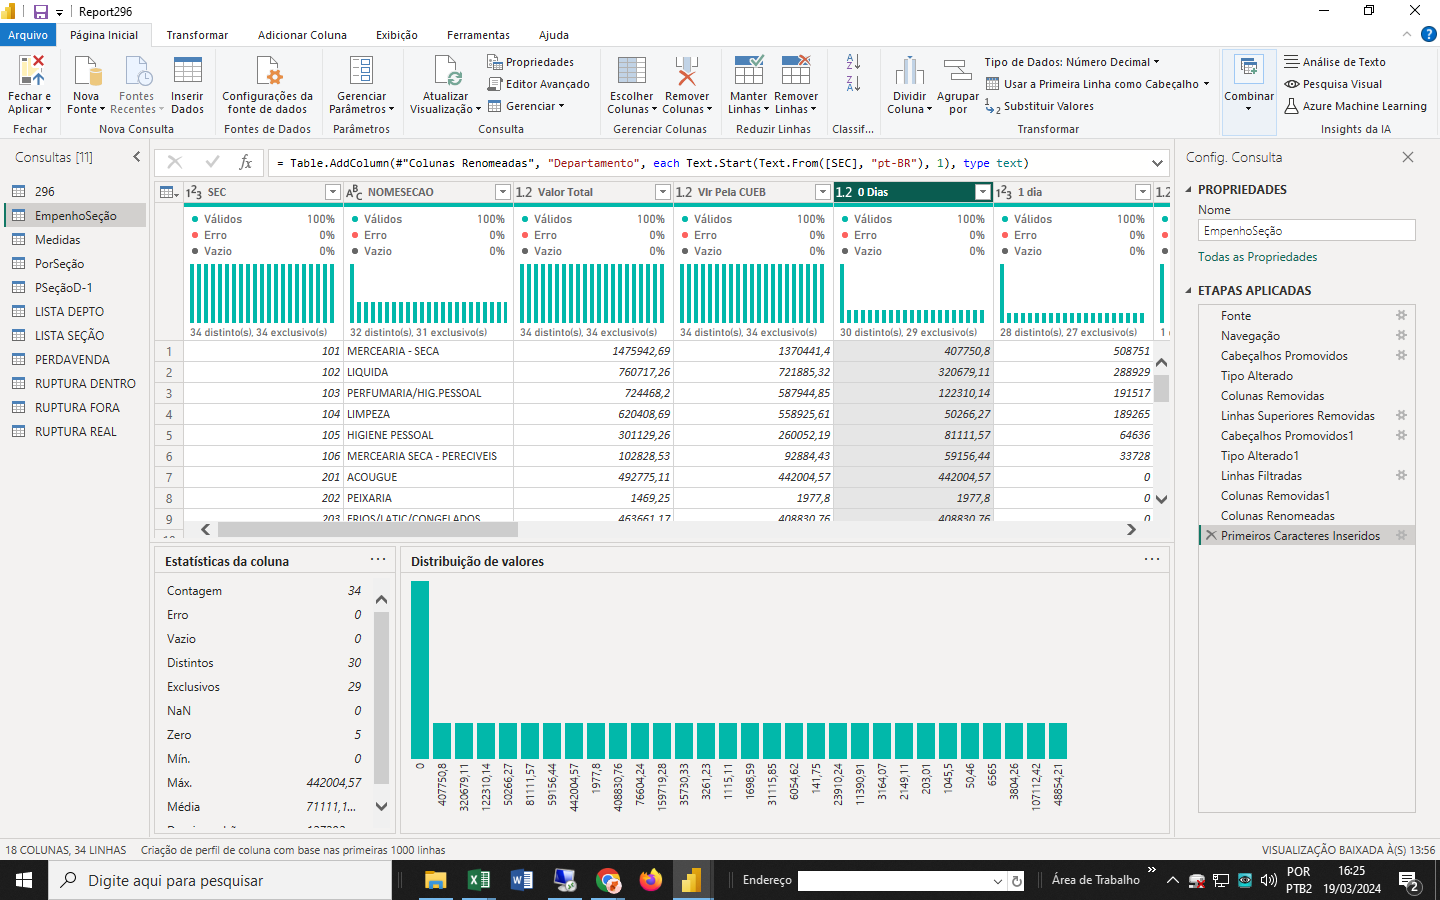 Report296
Arquivo Página Inicial Transformar Adicionar Coluna Exibição Ferramentas Ajuda
Fechar e Aplicar
Fechar
Nova Fonte
Fontes Recentes
Inserir Dados
Nova Consulta
Configurações da fonte de dados
Fontes de Dados
Gerenciar Parâmetros
Parâmetros
Atualizar Visualização
Propriedades
Editor Avançado
Gerenciar
Consulta
Escolher Colunas
Remover Colunas
Gerenciar Colunas
Manter Linhas
Remover Linhas
Reduzir Linhas
Classif...
Dividir Coluna
Agrupar por
Tipo de Dados: Número Decimal
Usar a Primeira Linha como Cabeçalho
Substituir Valores
Transformar
Combinar
Análise de Texto
Pesquisa Visual
Azure Machine Learning
Insights da IA
Consultas [11]
296
EmpenhoSeção
Medidas
PorSeção
PSeçãoD-1
LISTA DEPTO
LISTA SEÇÃO
PERDAVENDA
RUPTURA DENTRO
RUPTURA FORA
RUPTURA REAL
= Table.AddColumn(#"Colunas Renomeadas", "Departamento", each Text.Start(Text.From([SEC], "pt-BR"), 1), type text)
SEC NOMESECAO 1.2 Valor Total 1.2 Vlr Pela CUEB 1.2 0 Dias 1 dia 1.2
Válidos 100% Válidos 100% Válidos 100% Válidos 100% Válidos 100% Válidos 100%
Erro 0% Erro 0% Erro 0% Erro 0% Erro 0% Erro 0%
Vazio 0% Vazio 0% Vazio 0% Vazio 0% Vazio 0% Vazio 0%
34 distinto(s), 34 exclusivo(s) 32 distinto(s), 31 exclusivo(s) 34 distinto(s), 34 exclusivo(s) 34 distinto(s), 34 exclusivo(s) 30 distinto(s), 29 exclusivo(s) 28 distinto(s), 27 exclusivo(s) 1
1 101 MERCEARIA - SECA 1475942,69 1370441,4 407750,8 508751
2 102 LIQUIDA 760717,26 721885,32 320679,11 288929
3 103 PERFUMARIA/HIG.PESSOAL 724468,2 587944,85 122310,14 191517
4 104 LIMPEZA 620408,69 558925,61 50266,27 189265
5 105 HIGIENE PESSOAL 301129,26 260052,19 81111,57 64636
6 106 MERCEARIA SECA - PERECIVEIS 102828,53 92884,43 59156,44 33728
7 201 ACOUGUE 492775,11 442004,57 442004,57 0
8 202 PEIXARIA 1469,25 1977,8 1977,8 0
9 203 FRIOS/LATIC/CONGELADOS 463661,17 408830,76 408830,76 0
Estatísticas da coluna
Contagem 34
Erro 0
Vazio 0
Distintos 30
Exclusivos 29
NaN 0
Zero 5
Mín. 0
Máx. 442004,57
Média 71111,1...
Distribuição de valores
0
407750,8
320679,11
122310,14
50266,27
81111,57
59156,44
442004,57
1977,8
408830,76
76604,24
159719,28
35730,33
3261,23
1115,11
1698,59
31115,85
6054,62
141,75
23910,24
11390,91
3164,07
2149,11
203,01
1045,5
50,46
6565
3804,26
107112,42
48854,21
Config. Consulta
PROPRIEDADES
Nome
EmpenhoSeção
Todas as Propriedades
ETAPAS APLICADAS
Fonte
Navegação
Cabeçalhos Promovidos
Tipo Alterado
Colunas Removidas
Linhas Superiores Removidas
Cabeçalhos Promovidos1
Tipo Alterado1
Linhas Filtradas
Colunas Removidas1
Colunas Renomeadas
Primeiros Caracteres Inseridos
18 COLUNAS, 34 LINHAS Criação de perfil de coluna com base nas primeiras 1000 linhas VISUALIZAÇÃO BAIXADA À(S) 13:56
Digite aqui para pesquisar
Endereço
Área de Trabalho
POR
PTB2
16:25
19/03/2024
2